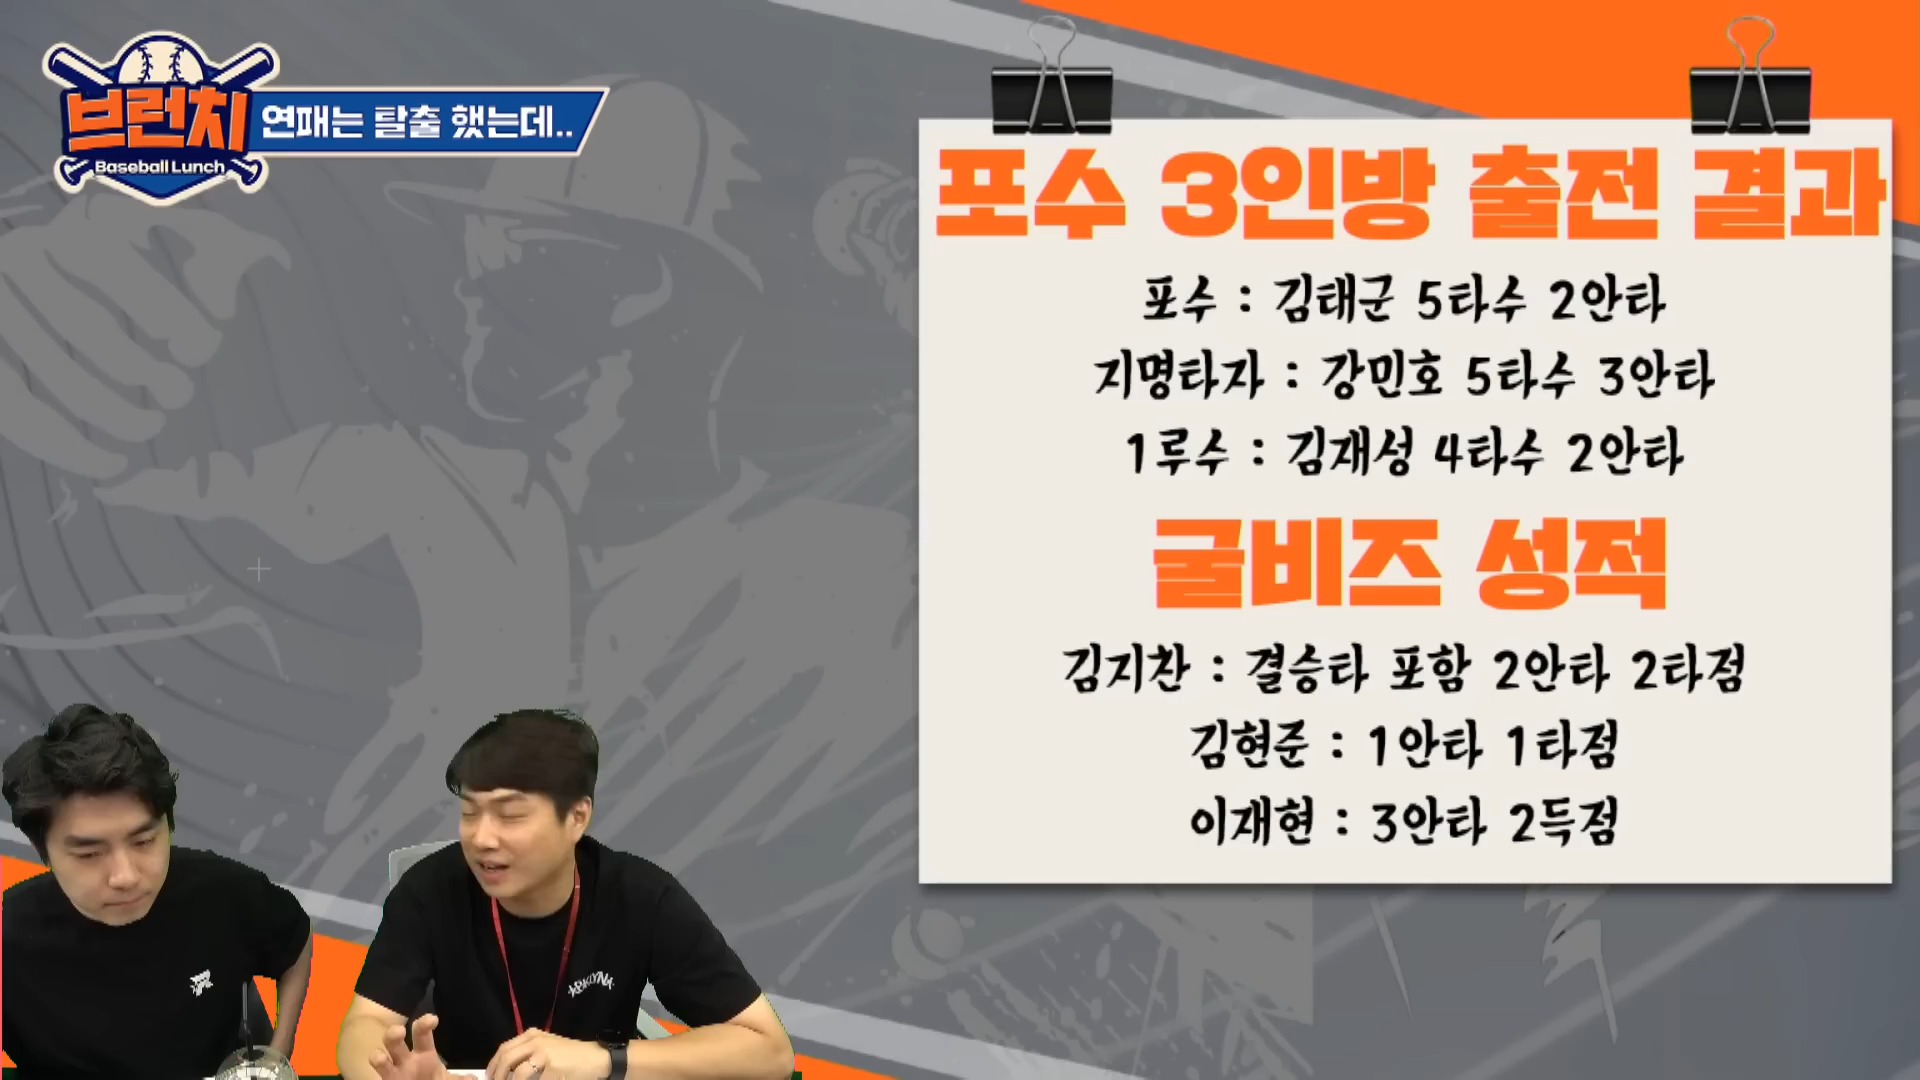 브런치
Baseball Lunch
연패는 탈출 했는데..
포수 3인방 출전 결과
포수 : 김태군 5타수 2안타
지명타자 : 강민호 5타수 3안타
1루수 : 김재성 4타수 2안타
굴비즈 성적
김지찬 : 결승타 포함 2안타 2타점
김현준 : 1안타 1타점
이재현 : 3안타 2득점